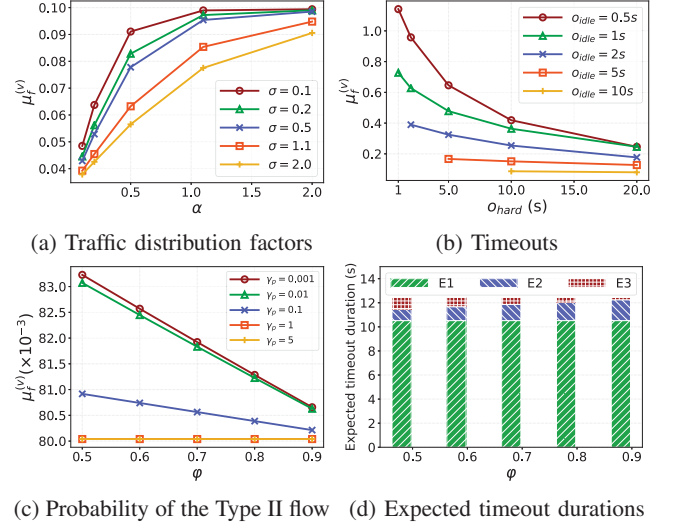 0.10
0.09
0.08
0.07
0.06
0.05
0.04
μ_f^(v)
σ = 0.1
σ = 0.2
σ = 0.5
σ = 1.1
σ = 2.0
0.5 1.0 1.5 2.0
α
(a) Traffic distribution factors
1.0
0.8
0.6
0.4
0.2
μ_f^(v)
o_idle = 0.5s
o_idle = 1s
o_idle = 2s
o_idle = 5s
o_idle = 10s
1 5.0 10.0 15.0 20.0
o_hard (s)
(b) Timeouts
83.0
82.5
82.0
81.5
81.0
80.5
80.0
μ_f^(v)(×10^−3)
γ_p = 0,001
γ_p = 0.01
γ_p = 0.1
γ_p = 1
γ_p = 5
0.5 0.6 0.7 0.8 0.9
φ
(c) Probability of the Type II flow
14
12
10
8
6
4
2
0
Expected timeout duration (s)
E1 E2 E3
0.5 0.6 0.7 0.8 0.9
φ
(d) Expected timeout durations